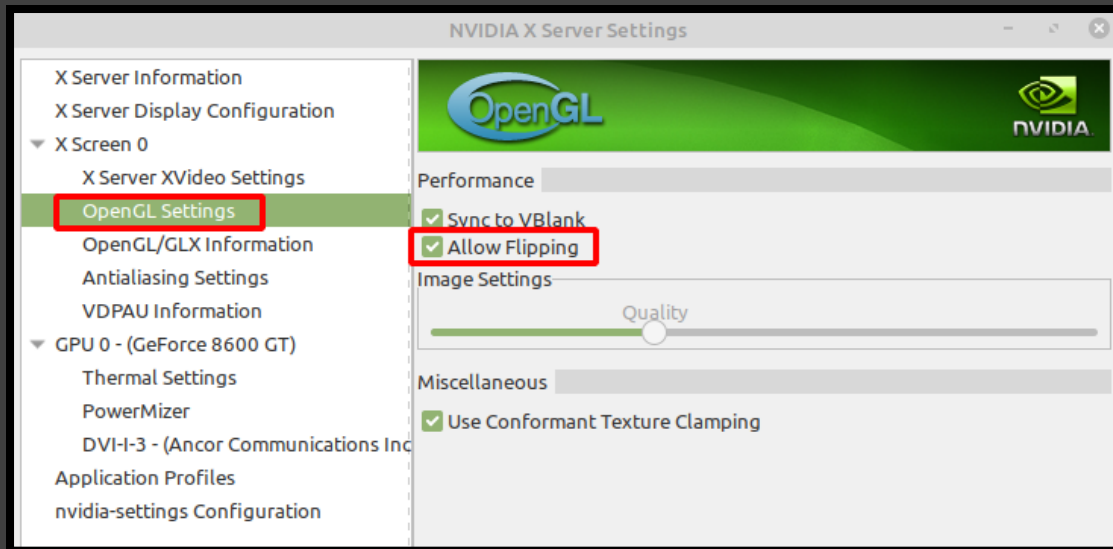 NVIDIA X Server Settings
X Server Information
X Server Display Configuration
X Screen 0
X Server XVideo Settings
OpenGL Settings
OpenGL/GLX Information
Antialiasing Settings
VDPAU Information
GPU 0 - (GeForce 8600 GT)
Thermal Settings
PowerMizer
DVI-I-3 - (Ancor Communications Inc
Application Profiles
nvidia-settings Configuration
OpenGL
NVIDIA.
Performance
Sync to VBlank
Allow Flipping
Image Settings
Quality
Miscellaneous
Use Conformant Texture Clamping